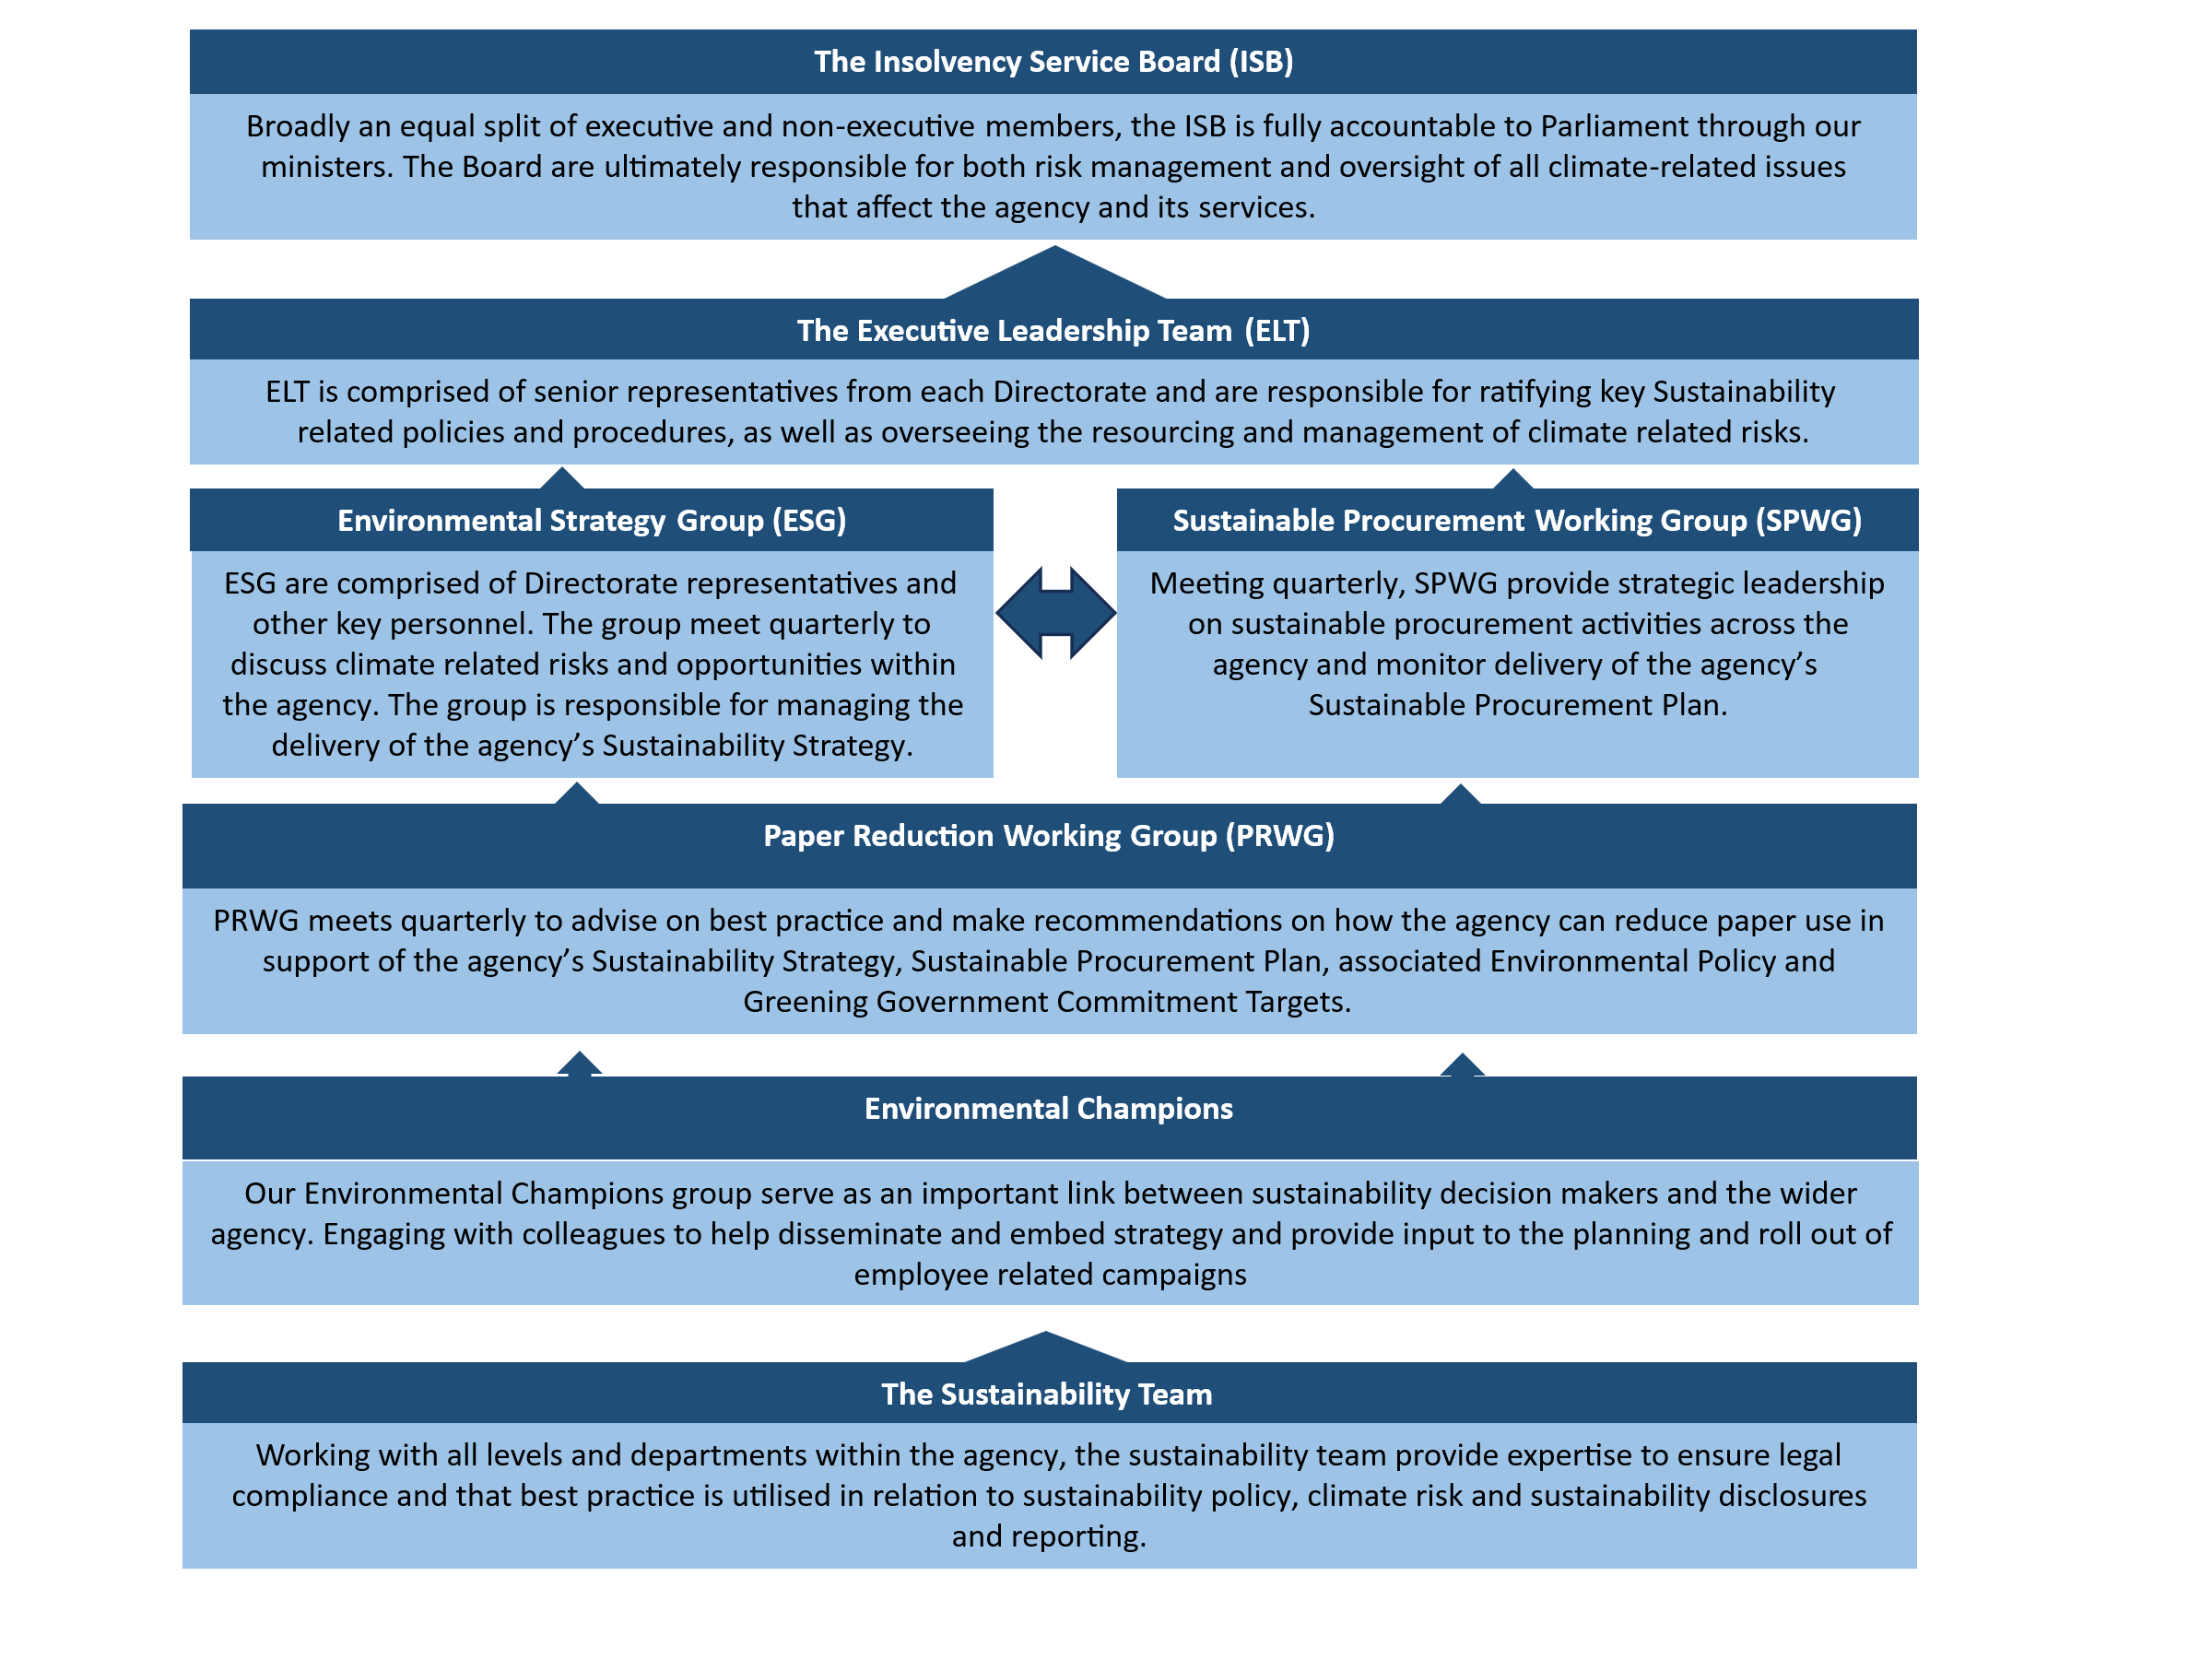 The Insolvency Service Board (ISB)
Broadly an equal split of executive and non-executive members, the ISB is fully accountable to Parliament through our
ministers. The Board are ultimately responsible for both risk management and oversight of all climate-related issues
that affect the agency and its services.
The Executive Leadership Team (ELT)
ELT is comprised of senior representatives from each Directorate and are responsible for ratifying key Sustainability
related policies and procedures, as well as overseeing the resourcing and management of climate related risks.
Environmental Strategy Group (ESG)
ESG are comprised of Directorate representatives and
other key personnel. The group meet quarterly to
discuss climate related risks and opportunities within
the agency. The group is responsible for managing the
delivery of the agency’s Sustainability Strategy.
Sustainable Procurement Working Group (SPWG)
Meeting quarterly, SPWG provide strategic leadership
on sustainable procurement activities across the
agency and monitor delivery of the agency’s
Sustainable Procurement Plan.
Paper Reduction Working Group (PRWG)
PRWG meets quarterly to advise on best practice and make recommendations on how the agency can reduce paper use in
support of the agency’s Sustainability Strategy, Sustainable Procurement Plan, associated Environmental Policy and
Greening Government Commitment Targets.
Environmental Champions
Our Environmental Champions group serve as an important link between sustainability decision makers and the wider
agency. Engaging with colleagues to help disseminate and embed strategy and provide input to the planning and roll out of
employee related campaigns
The Sustainability Team
Working with all levels and departments within the agency, the sustainability team provide expertise to ensure legal
compliance and that best practice is utilised in relation to sustainability policy, climate risk and sustainability disclosures
and reporting.